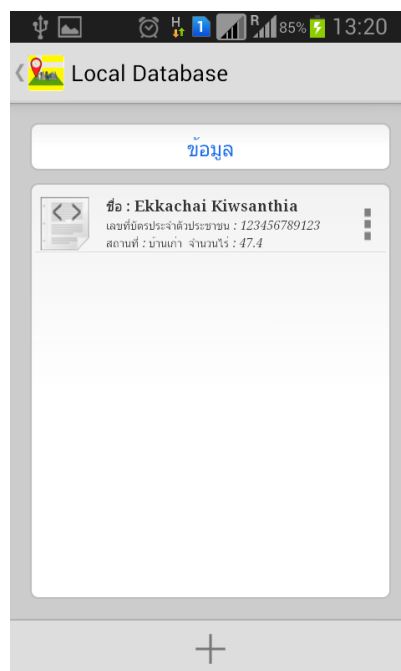 H 1 R 85% 13:20
Local Database
ข้อมูล
ชื่อ : Ekkachai Kiwsanthia
เลขที่บัตรประจำตัวประชาชน : 123456789123
สถานที่ : บ้านเก่า จำนวนไร่ : 47.4